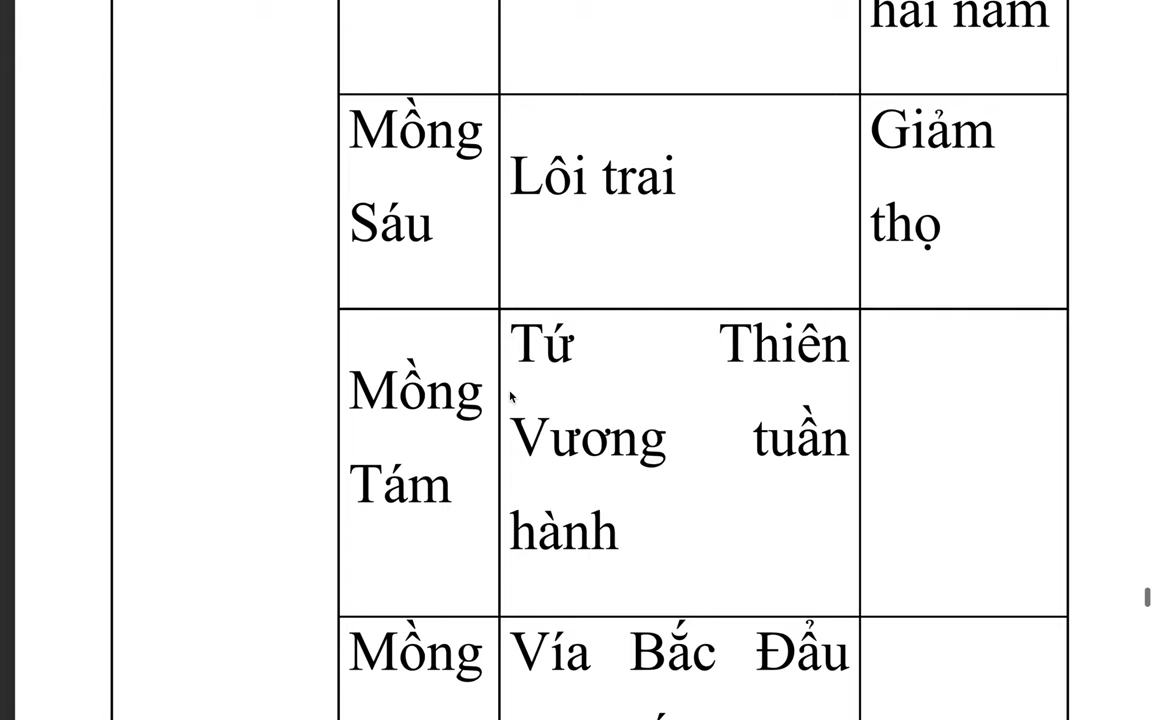 hai năm
Mồng
Sáu
Lôi trai
Giảm
thọ
Mồng
Tám
Tứ Thiên
Vương tuần
hành
Mồng
Vía Bắc Đẩu